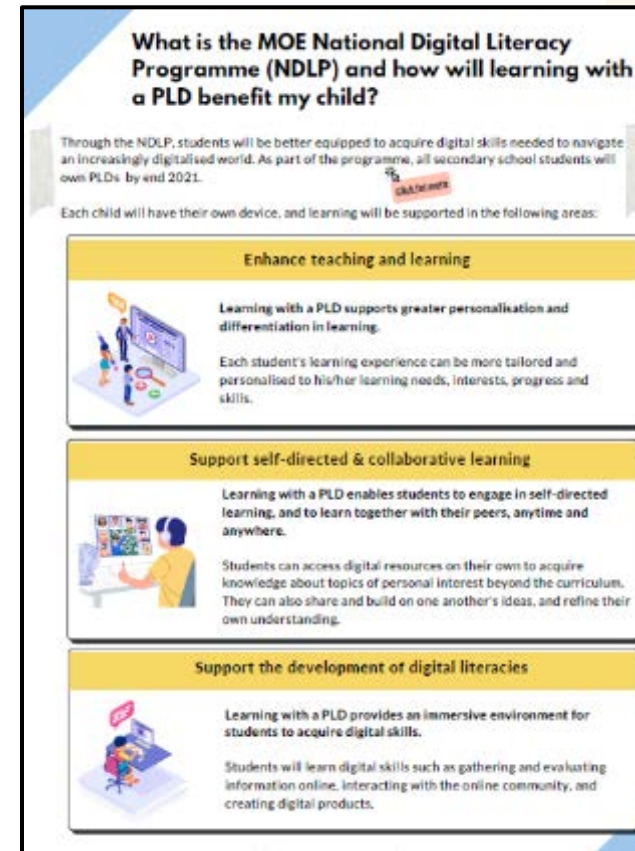 What is the MOE National Digital Literacy
Programme (NDLP) and how will learning with
a PLD benefit my child?
Through the NDLP, students will be better equipped to acquire digital skills needed to navigate
an increasingly digitalised world. As part of the programme, all secondary school students will
own PLDs by end 2021.
Click for more
Each child will have their own device, and learning will be supported in the following areas:
Enhance teaching and learning
Learning with a PLD supports greater personalisation and
differentiation in learning.
Each student's learning experience can be more tailored and
personalised to his/her learning needs, interests, progress and
skills.
Support self-directed & collaborative learning
Learning with a PLD enables students to engage in self-directed
learning, and to learn together with their peers, anytime and
anywhere.
Students can access digital resources on their own to acquire
knowledge about topics of personal interest beyond the curriculum.
They can also share and build on one another's ideas, and refine their
own understanding.
Support the development of digital literacies
Learning with a PLD provides an immersive environment for
students to acquire digital skills.
Students will learn digital skills such as gathering and evaluating
information online, interacting with the online community, and
creating digital products.